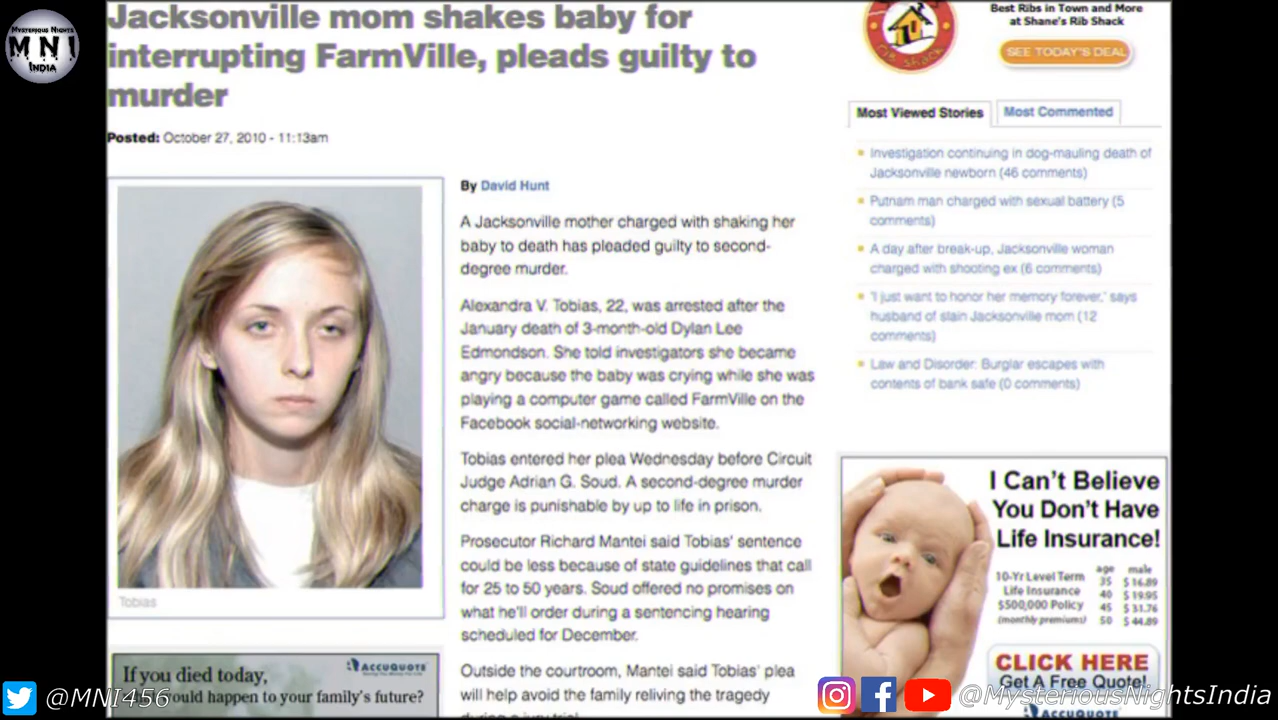 MYSTERIOUS NIGHTS
MNI
INDIA
Jacksonville mom shakes baby for
interrupting FarmVille, pleads guilty to
murder
Posted: October 27, 2010 - 11:13am
Tobias
By David Hunt
A Jacksonville mother charged with shaking her
baby to death has pleaded guilty to second-
degree murder.
Alexandra V. Tobias, 22, was arrested after the
January death of 3-month-old Dylan Lee
Edmondson. She told investigators she became
angry because the baby was crying while she was
playing a computer game called FarmVille on the
Facebook social-networking website.
Tobias entered her plea Wednesday before Circuit
Judge Adrian G. Soud. A second-degree murder
charge is punishable by up to life in prison.
Prosecutor Richard Mantei said Tobias' sentence
could be less because of state guidelines that call
for 25 to 50 years. Soud offered no promises on
what he'll order during a sentencing hearing
scheduled for December.
Outside the courtroom, Mantei said Tobias' plea
will help avoid the family reliving the tragedy
during a jury trial.
rib shack
Best Ribs in Town and More
at Shane's Rib Shack
SEE TODAY'S DEAL
Most Viewed Stories
Most Commented
Investigation continuing in dog-mauling death of
Jacksonville newborn (46 comments)
Putnam man charged with sexual battery (5
comments)
A day after break-up, Jacksonville woman
charged with shooting ex (6 comments)
'I just want to honor her memory forever,' says
husband of slain Jacksonville mom (12
comments)
Law and Disorder: Burglar escapes with
contents of bank safe (0 comments)
I Can't Believe
You Don't Have
Life Insurance!
10-Yr Level Term
Life Insurance
$500,000 Policy
(monthly premiums)
age male
35 $16.89
40 $19.95
45 $31.76
50 $44.89
CLICK HERE
Get A Free Quote!
ACCUQUOTE
If you died today,
ould happen to your family's future?
ACCUQUOTE
@MNI456
@MysteriousNightsIndia